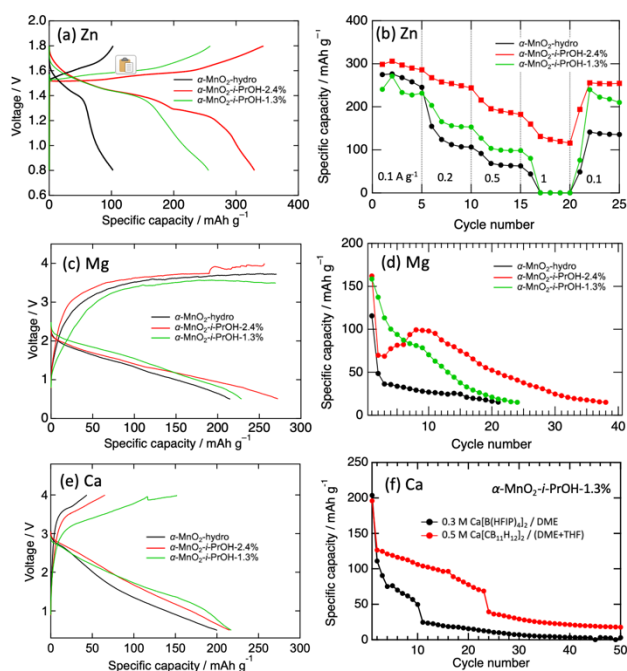 (a) Zn
α-MnO₂-hydro
α-MnO₂-i-PrOH-2.4%
α-MnO₂-i-PrOH-1.3%
Voltage / V
1.8
1.6
1.4
1.2
1.0
0.8
0
100
200
300
400
Specific capacity / mAh g⁻¹
(b) Zn
α-MnO₂-hydro
α-MnO₂-i-PrOH-2.4%
α-MnO₂-i-PrOH-1.3%
Specific capacity / mAh g⁻¹
400
300
200
100
0
0.1 A g⁻¹
0.2
0.5
1
0.1
0
5
10
15
20
25
Cycle number
(c) Mg
α-MnO₂-hydro
α-MnO₂-i-PrOH-2.4%
α-MnO₂-i-PrOH-1.3%
Voltage / V
4
3
2
1
0
0
50
100
150
200
250
300
Specific capacity / mAh g⁻¹
(d) Mg
α-MnO₂-hydro
α-MnO₂-i-PrOH-2.4%
α-MnO₂-i-PrOH-1.3%
Specific capacity / mAh g⁻¹
200
150
100
50
0
0
10
20
30
40
Cycle number
(e) Ca
α-MnO₂-hydro
α-MnO₂-i-PrOH-2.4%
α-MnO₂-i-PrOH-1.3%
Voltage / V
5
4
3
2
1
0
0
50
100
150
200
250
300
Specific capacity / mAh g⁻¹
(f) Ca
α-MnO₂-i-PrOH-1.3%
0.3 M Ca[B(HFIP)₄]₂ / DME
0.5 M Ca[CB₁₁H₁₂]₂ / (DME+THF)
Specific capacity / mAh g⁻¹
250
200
150
100
50
0
0
10
20
30
40
50
Cycle number